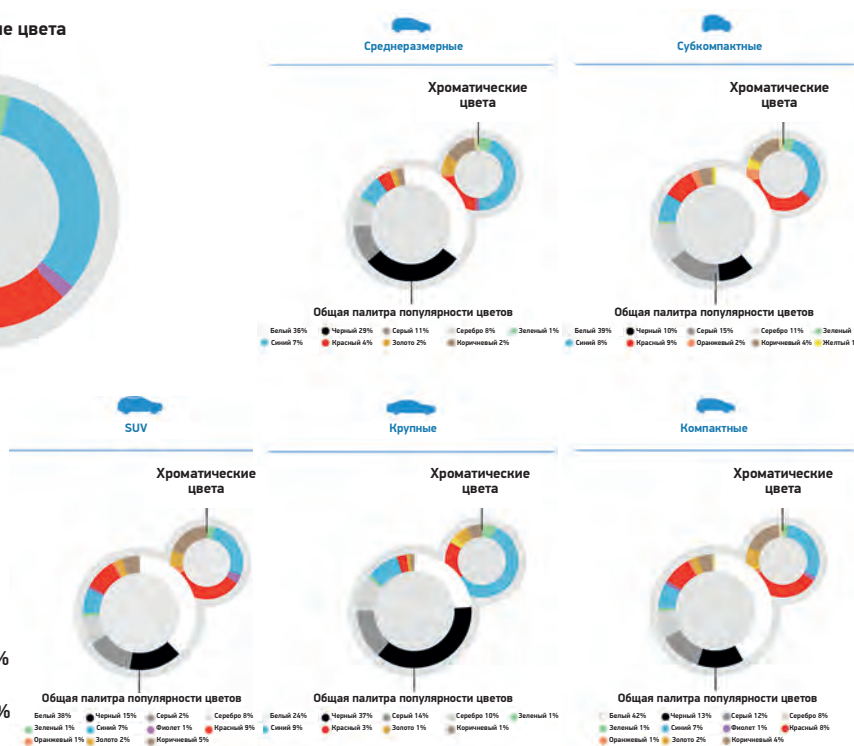 ые цвета
Среднеразмерные
Хроматические
цвета
Общая палитра популярности цветов
Белый 36% Черный 29% Серый 11% Серебро 8% Зеленый 1%
Синий 7% Красный 4% Золото 2% Коричневый 2%
Субкомпактные
Хроматические
цвета
Общая палитра популярности цветов
Белый 39% Черный 10% Серый 15% Серебро 11% Зеленый
Синий 8% Красный 9% Оранжевый 2% Коричневый 4% Желтый 1
%
%
SUV
Хроматические
цвета
Общая палитра популярности цветов
Белый 38% Черный 15% Серый 2% Серебро 8%
Зеленый 1% Синий 7% Фиолет 1% Красный 9%
Оранжевый 1% Золото 2% Коричневый 5%
Крупные
Хроматические
цвета
Общая палитра популярности цветов
Белый 24% Черный 37% Серый 14% Серебро 10% Зеленый 1%
Синий 9% Красный 3% Золото 1% Коричневый 1%
Компактные
Хроматические
цвета
Общая палитра популярности цветов
Белый 42% Черный 13% Серый 12% Серебро 8%
Зеленый 1% Синий 7% Фиолет 1% Красный 8%
Оранжевый 1% Золото 2% Коричневый 4%